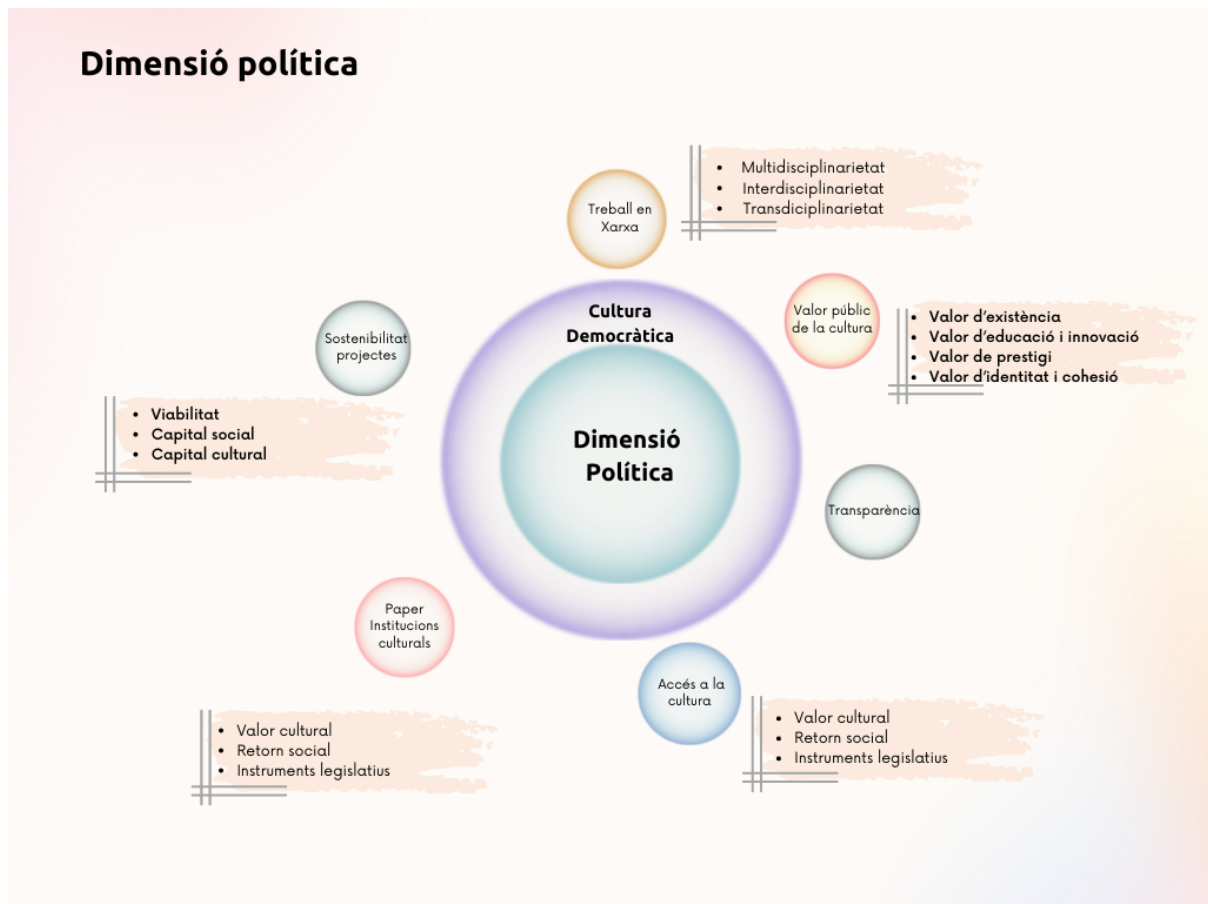 Dimensió política
Treball en
Xarxa
• Multidisciplinarietat
• Interdisciplinarietat
• Transdiciplinarietat
Cultura
Democràtica
Dimensió
Política
Valor públic
de la cultura
• Valor d'existència
• Valor d'educació i innovació
• Valor de prestigi
• Valor d'identitat i cohesió
Sostenibilitat
projectes
• Viabilitat
• Capital social
• Capital cultural
Transparència
Paper
Institucions
culturals
• Valor cultural
• Retorn social
• Instruments legislatius
Accés a la
cultura
• Valor cultural
• Retorn social
• Instruments legislatius